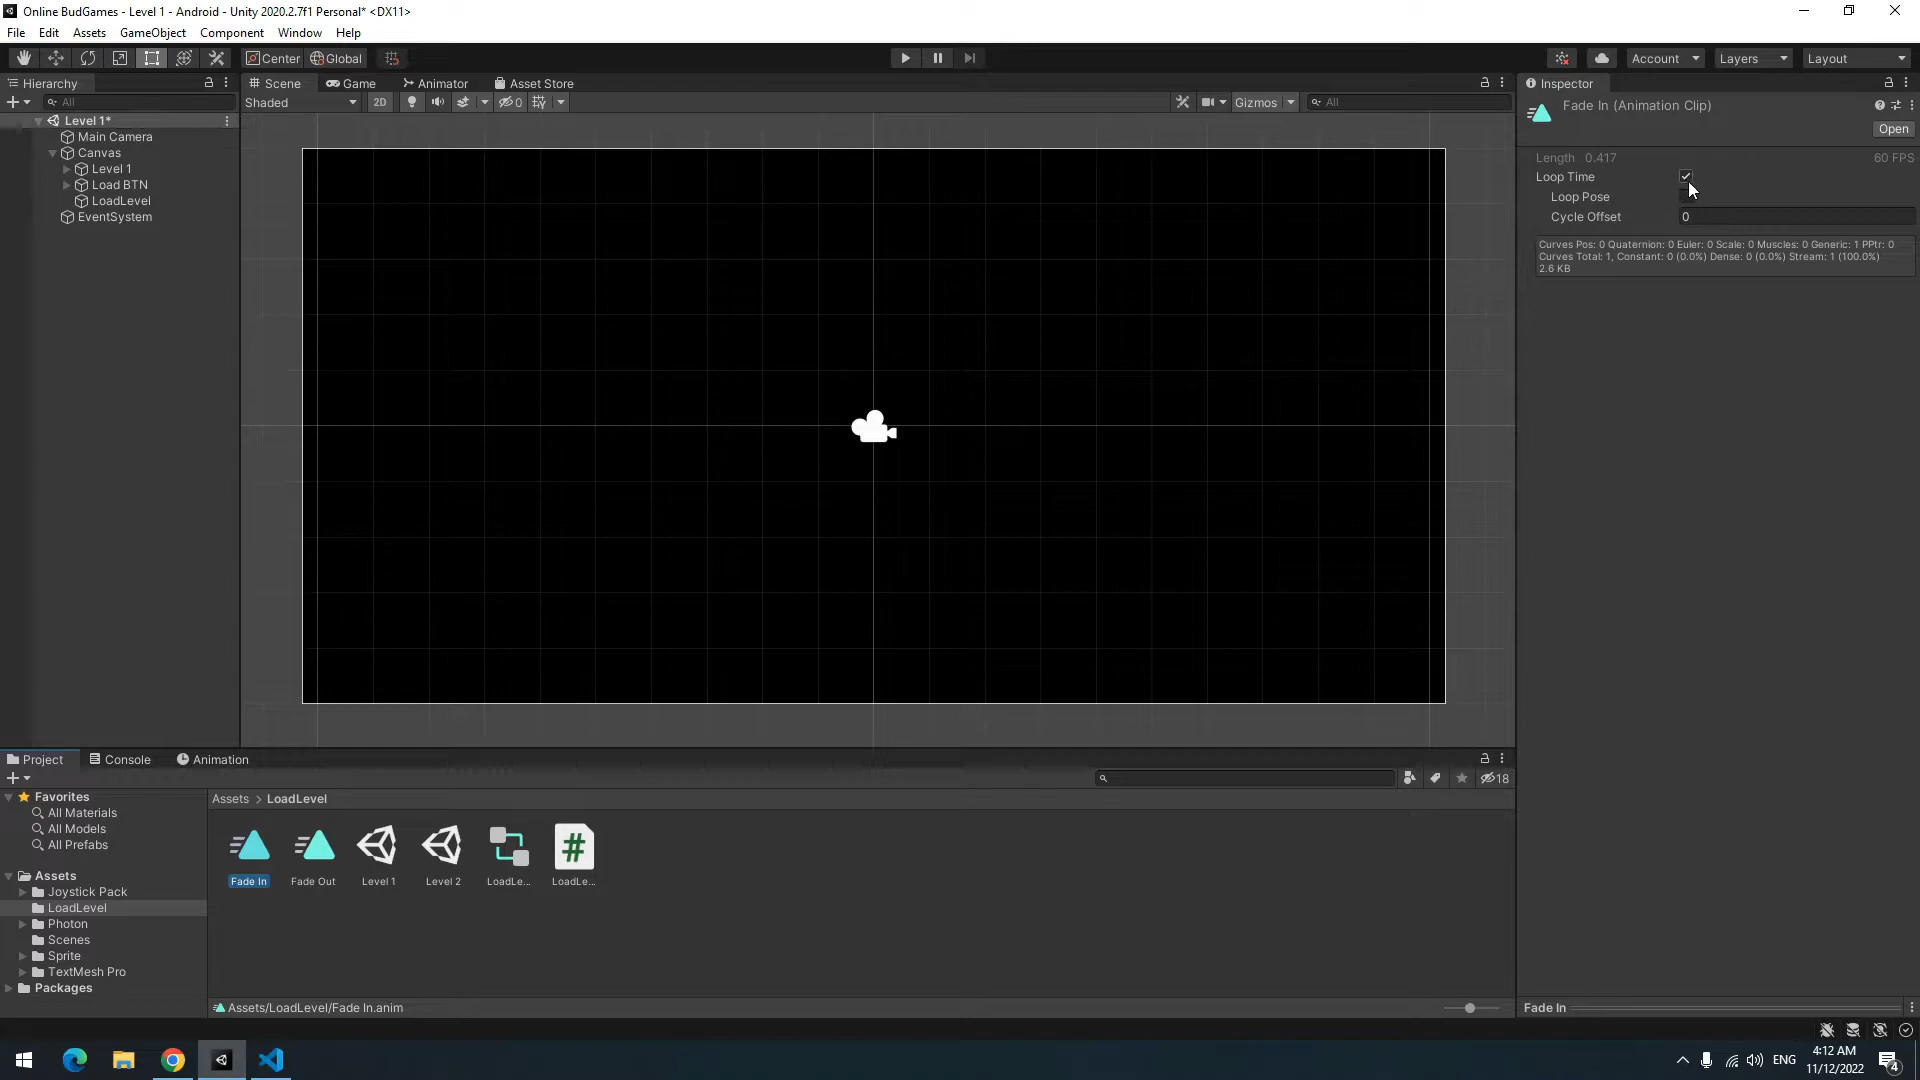 Online BudGames - Level 1 - Android - Unity 2020.2.7f1 Personal* <DX11>
File Edit Assets GameObject Component Window Help
Center Global Account Layers Layout
Hierarchy Scene Game Animator Asset Store Inspector
All Shaded 2D 0 Gizmos All
Fade In (Animation Clip)
Open
Level 1*
Main Camera
Canvas
Level 1
Load BTN
LoadLevel
EventSystem
Length 0.417 60 FPS
Loop Time
Loop Pose
Cycle Offset 0
Curves Pos: 0 Quaternion: 0 Euler: 0 Scale: 0 Muscles: 0 Generic: 1 PPtr: 0
Curves Total: 1, Constant: 0 (0.0%) Dense: 0 (0.0%) Stream: 1 (100.0%)
2.6 KB
Project Console Animation
18
Favorites
All Materials
All Models
All Prefabs
Assets
Joystick Pack
LoadLevel
Photon
Scenes
Sprite
TextMesh Pro
Packages
Assets > LoadLevel
Fade In Fade Out Level 1 Level 2 LoadLe... LoadLe...
Assets/LoadLevel/Fade In.anim
Fade In
ENG
4:12 AM
11/12/2022
4